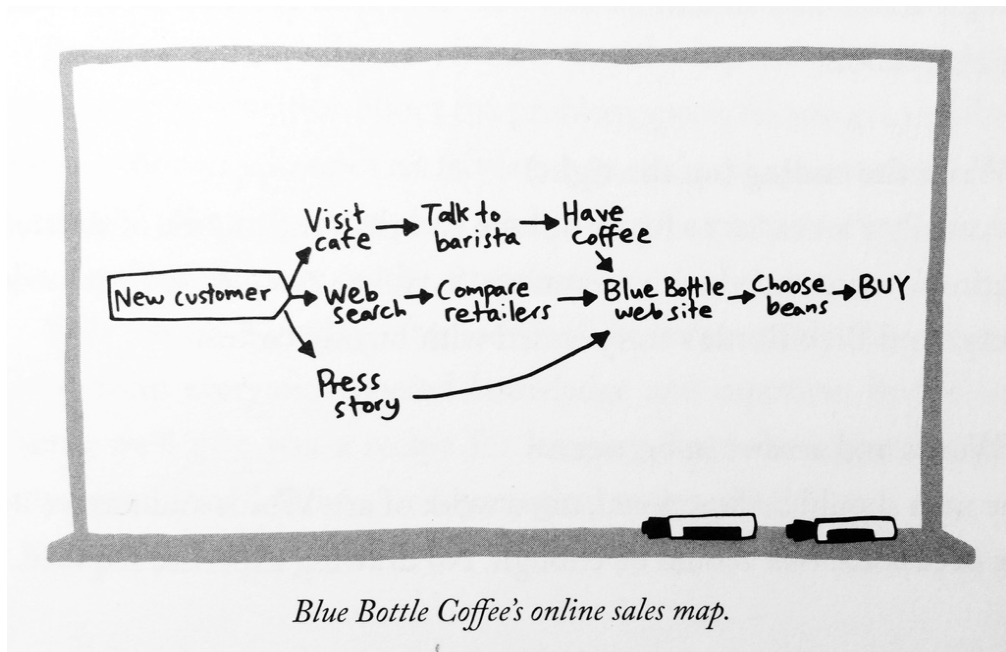 Visit
cafe
Talk to
barista
Have
coffee
New customer
Web
search
Compare
retailers
Blue Bottle
web site
Choose
beans
BUY
Press
story
Blue Bottle Coffee's online sales map.